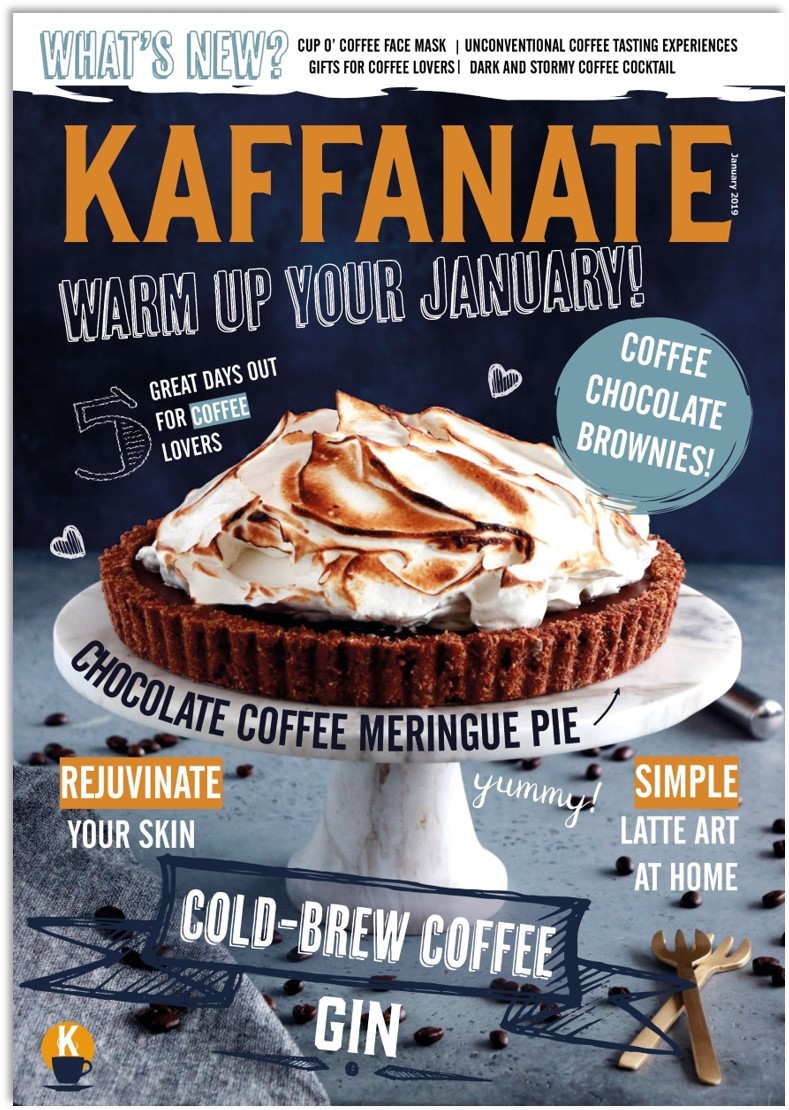 WHAT'S NEW?
CUP O' COFFEE FACE MASK | UNCONVENTIONAL COFFEE TASTING EXPERIENCES
GIFTS FOR COFFEE LOVERS | DARK AND STORMY COFFEE COCKTAIL
KAFFANATE
January 2019
WARM UP YOUR JANUARY!
5
GREAT DAYS OUT
FOR COFFEE
LOVERS
COFFEE
CHOCOLATE
BROWNIES!
CHOCOLATE COFFEE MERINGUE PIE
yummy!
REJUVINATE
YOUR SKIN
SIMPLE
LATTE ART
AT HOME
COLD-BREW COFFEE
GIN
K